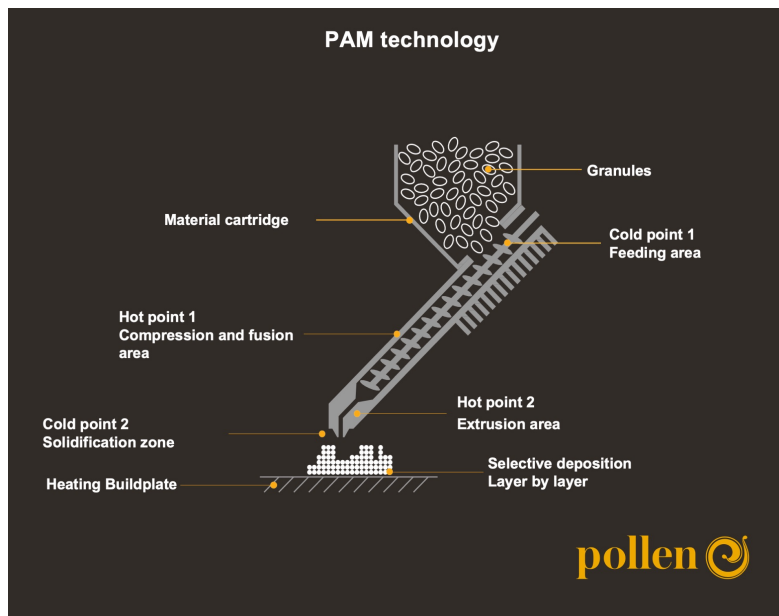 PAM technology
Granules
Material cartridge
Cold point 1
Feeding area
Hot point 1
Compression and fusion
area
Hot point 2
Extrusion area
Cold point 2
Solidification zone
Selective deposition
Layer by layer
Heating Buildplate
pollen